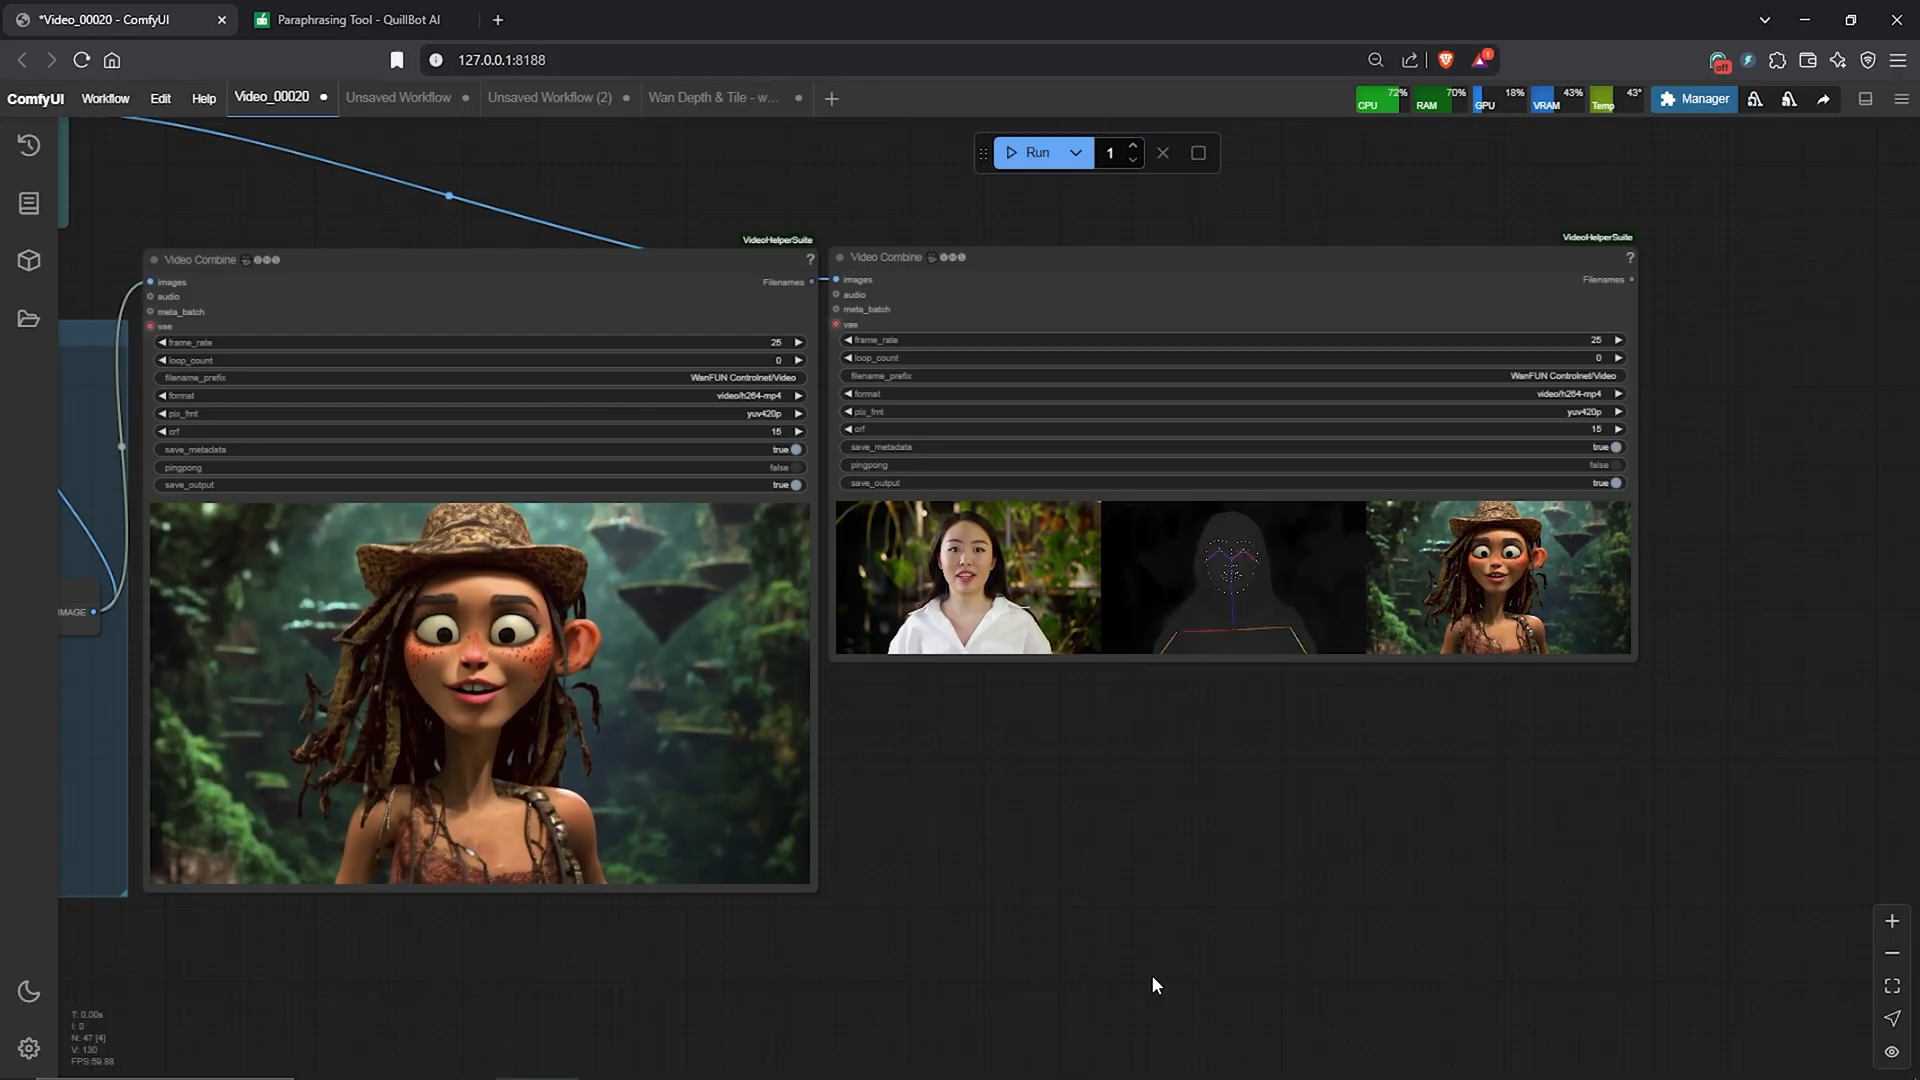 *Video_00020 - ComfyUI
Paraphrasing Tool - QuillBot AI
127.0.0.1:8188
1
off
ComfyUI
Workflow
Edit
Help
Video_00020
Unsaved Workflow
Unsaved Workflow (2)
Wan Depth & Tile - w...
CPU 72%
RAM 70%
GPU 18%
VRAM 43%
Temp 43°
Manager
Run
1
VideoHelperSuite
Video Combine
?
images
Filenames
audio
meta_batch
vae
frame_rate 25
loop_count 0
filename_prefix WanFUN Controlnet/Video
format video/h264-mp4
pix_fmt yuv420p
crf 15
save_metadata true
pingpong false
save_output true
VideoHelperSuite
Video Combine
?
images
Filenames
audio
meta_batch
vae
frame_rate 25
loop_count 0
filename_prefix WanFUN Controlnet/Video
format video/h264-mp4
pix_fmt yuv420p
crf 15
save_metadata true
pingpong false
save_output true
IMAGE
T: 0.00s
I: 0
N: 47 [4]
V: 130
FPS:59.88